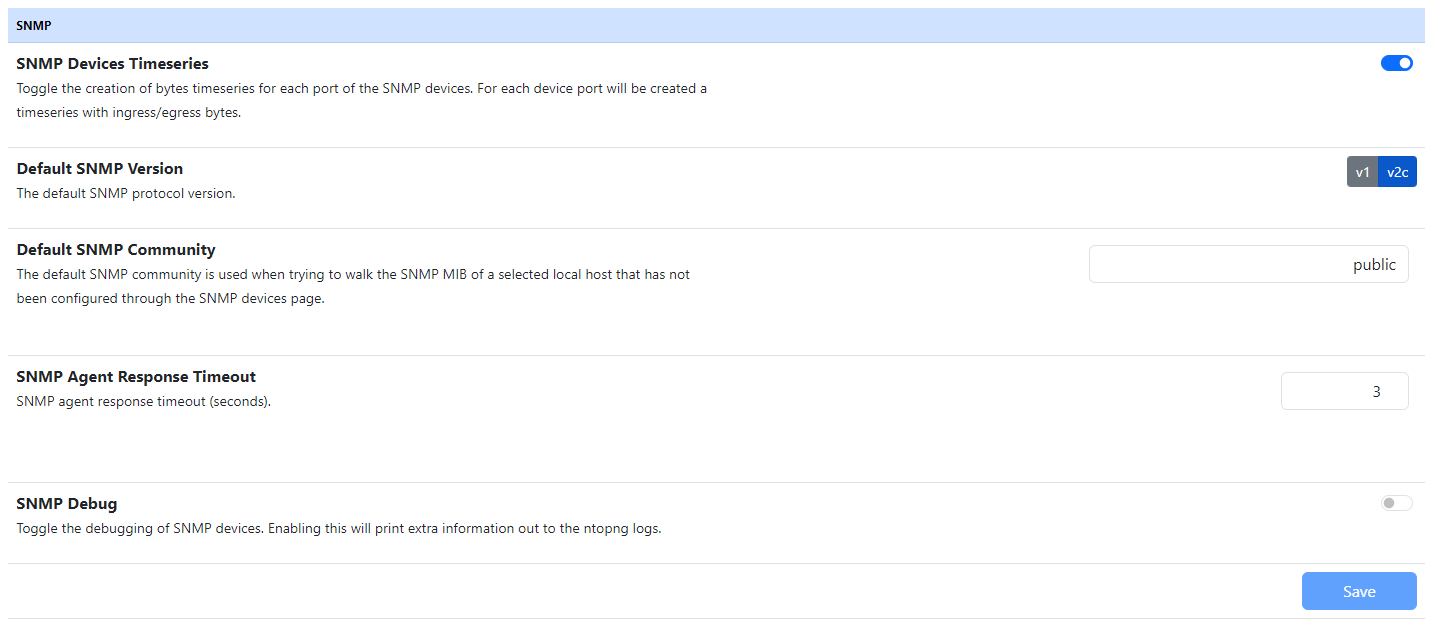 SNMP
SNMP Devices Timeseries
Toggle the creation of bytes timeseries for each port of the SNMP devices. For each device port will be created a
timeseries with ingress/egress bytes.
Default SNMP Version
The default SNMP protocol version.
v1 v2c
Default SNMP Community
The default SNMP community is used when trying to walk the SNMP MIB of a selected local host that has not
been configured through the SNMP devices page.
public
SNMP Agent Response Timeout
SNMP agent response timeout (seconds).
3
SNMP Debug
Toggle the debugging of SNMP devices. Enabling this will print extra information out to the ntopng logs.
Save